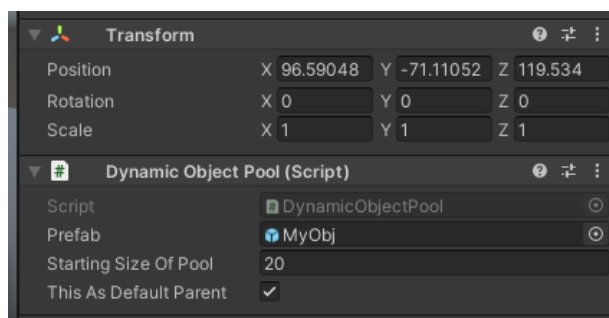 Transform
Position X 96.59048 Y -71.11052 Z 119.534
Rotation X 0 Y 0 Z 0
Scale X 1 Y 1 Z 1
# Dynamic Object Pool (Script)
Script DynamicObjectPool
Prefab MyObj
Starting Size Of Pool 20
This As Default Parent